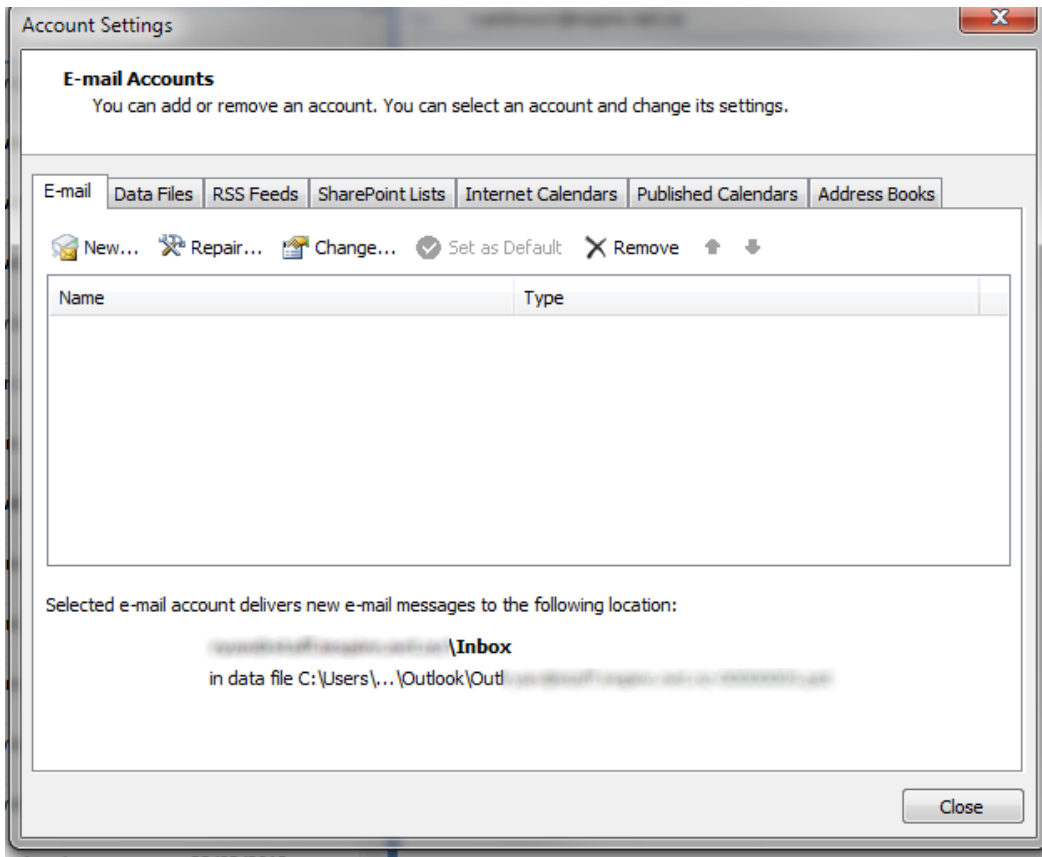 Account Settings
E-mail Accounts
You can add or remove an account. You can select an account and change its settings.
E-mail Data Files RSS Feeds SharePoint Lists Internet Calendars Published Calendars Address Books
New... Repair... Change... Set as Default Remove
Name Type
Selected e-mail account delivers new e-mail messages to the following location:
\Inbox
in data file C:\Users\...\Outlook\Outl
Close